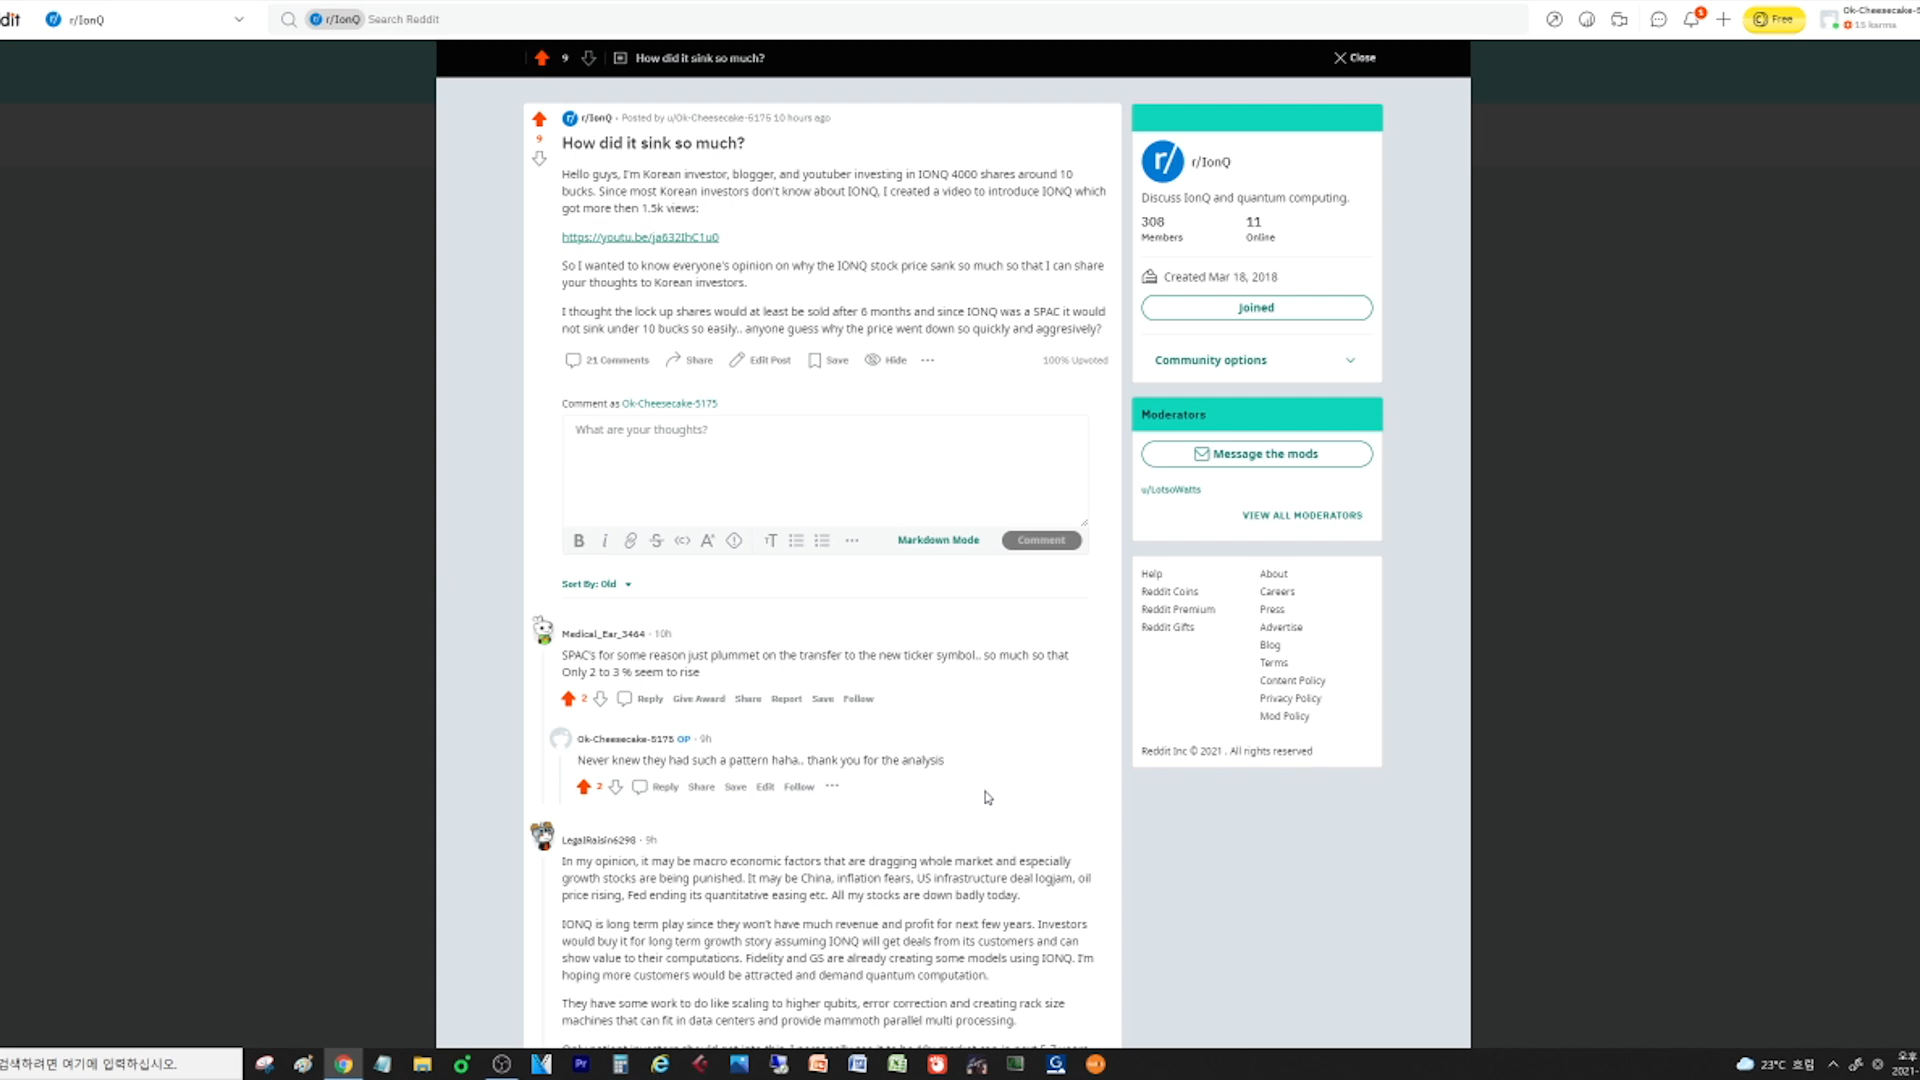 dit
r/IonQ
r/IonQ Search Reddit
1
Free
Ok-Cheesecake-5
15 karma
9
How did it sink so much?
Close
r/IonQ · Posted by u/Ok-Cheesecake-5175 10 hours ago
9
How did it sink so much?
Hello guys, I'm Korean investor, blogger, and youtuber investing in IONQ 4000 shares around 10
bucks. Since most Korean investors don't know about IONQ, I created a video to introduce IONQ which
got more then 1.5k views:
https://youtu.be/ja632IhC1u0
So I wanted to know everyone's opinion on why the IONQ stock price sank so much so that I can share
your thoughts to Korean investors.
I thought the lock up shares would at least be sold after 6 months and since IONQ was a SPAC it would
not sink under 10 bucks so easily.. anyone guess why the price went down so quickly and aggresively?
21 Comments Share Edit Post Save Hide ···
100% Upvoted
Comment as Ok-Cheesecake-5175
What are your thoughts?
B i S <c> A T ··· Markdown Mode Comment
Sort By: Old
Medical_Ear_3464 · 10h
SPAC's for some reason just plummet on the transfer to the new ticker symbol.. so much so that
Only 2 to 3 % seem to rise
2 Reply Give Award Share Report Save Follow
Ok-Cheesecake-5175 OP · 9h
Never knew they had such a pattern haha.. thank you for the analysis
2 Reply Share Save Edit Follow ···
LegalRaisin6298 · 9h
In my opinion, it may be macro economic factors that are dragging whole market and especially
growth stocks are being punished. It may be China, inflation fears, US infrastructure deal logjam, oil
price rising, Fed ending its quantitative easing etc. All my stocks are down badly today.
IONQ is long term play since they won't have much revenue and profit for next few years. Investors
would buy it for long term growth story assuming IONQ will get deals from its customers and can
show value to their computations. Fidelity and GS are already creating some models using IONQ. I'm
hoping more customers would be attracted and demand quantum computation.
They have some work to do like scaling to higher qubits, error correction and creating rack size
machines that can fit in data centers and provide mammoth parallel multi processing.
r/
r/IonQ
Discuss IonQ and quantum computing.
308 11
Members Online
Created Mar 18, 2018
Joined
Community options
Moderators
Message the mods
u/LotsoWatts
VIEW ALL MODERATORS
Help About
Reddit Coins Careers
Reddit Premium Press
Reddit Gifts Advertise
Blog
Terms
Content Policy
Privacy Policy
Mod Policy
Reddit Inc © 2021 . All rights reserved
검색하려면 여기에 입력하십시오.
Pr
23°C 흐림
오후
2021-